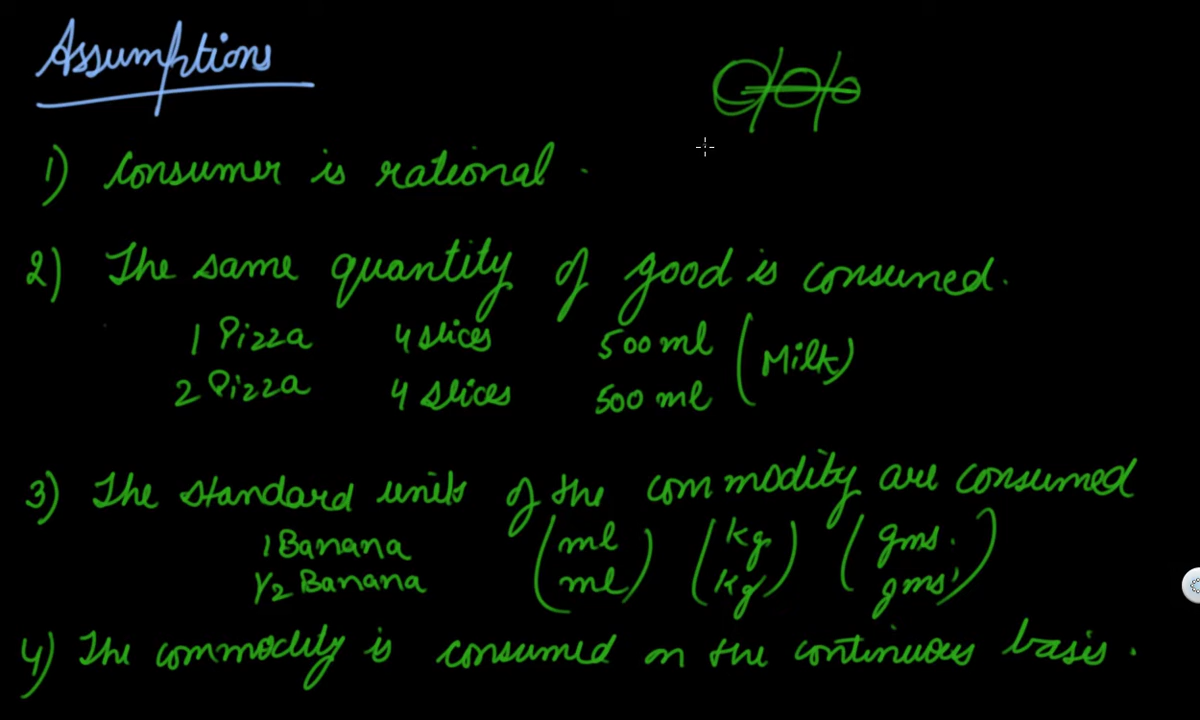 Assumptions
1) Consumer is rational.
2) The same quantity of good is consumed.
1 Pizza 4 slices 500 ml (Milk)
2 Pizza 4 slices 500 ml
3) The standard units of the commodity are consumed
1 Banana (ml) (kg) (gms.)
1/2 Banana ml kg gms.
4) The commodity is consumed on the continuous basis.